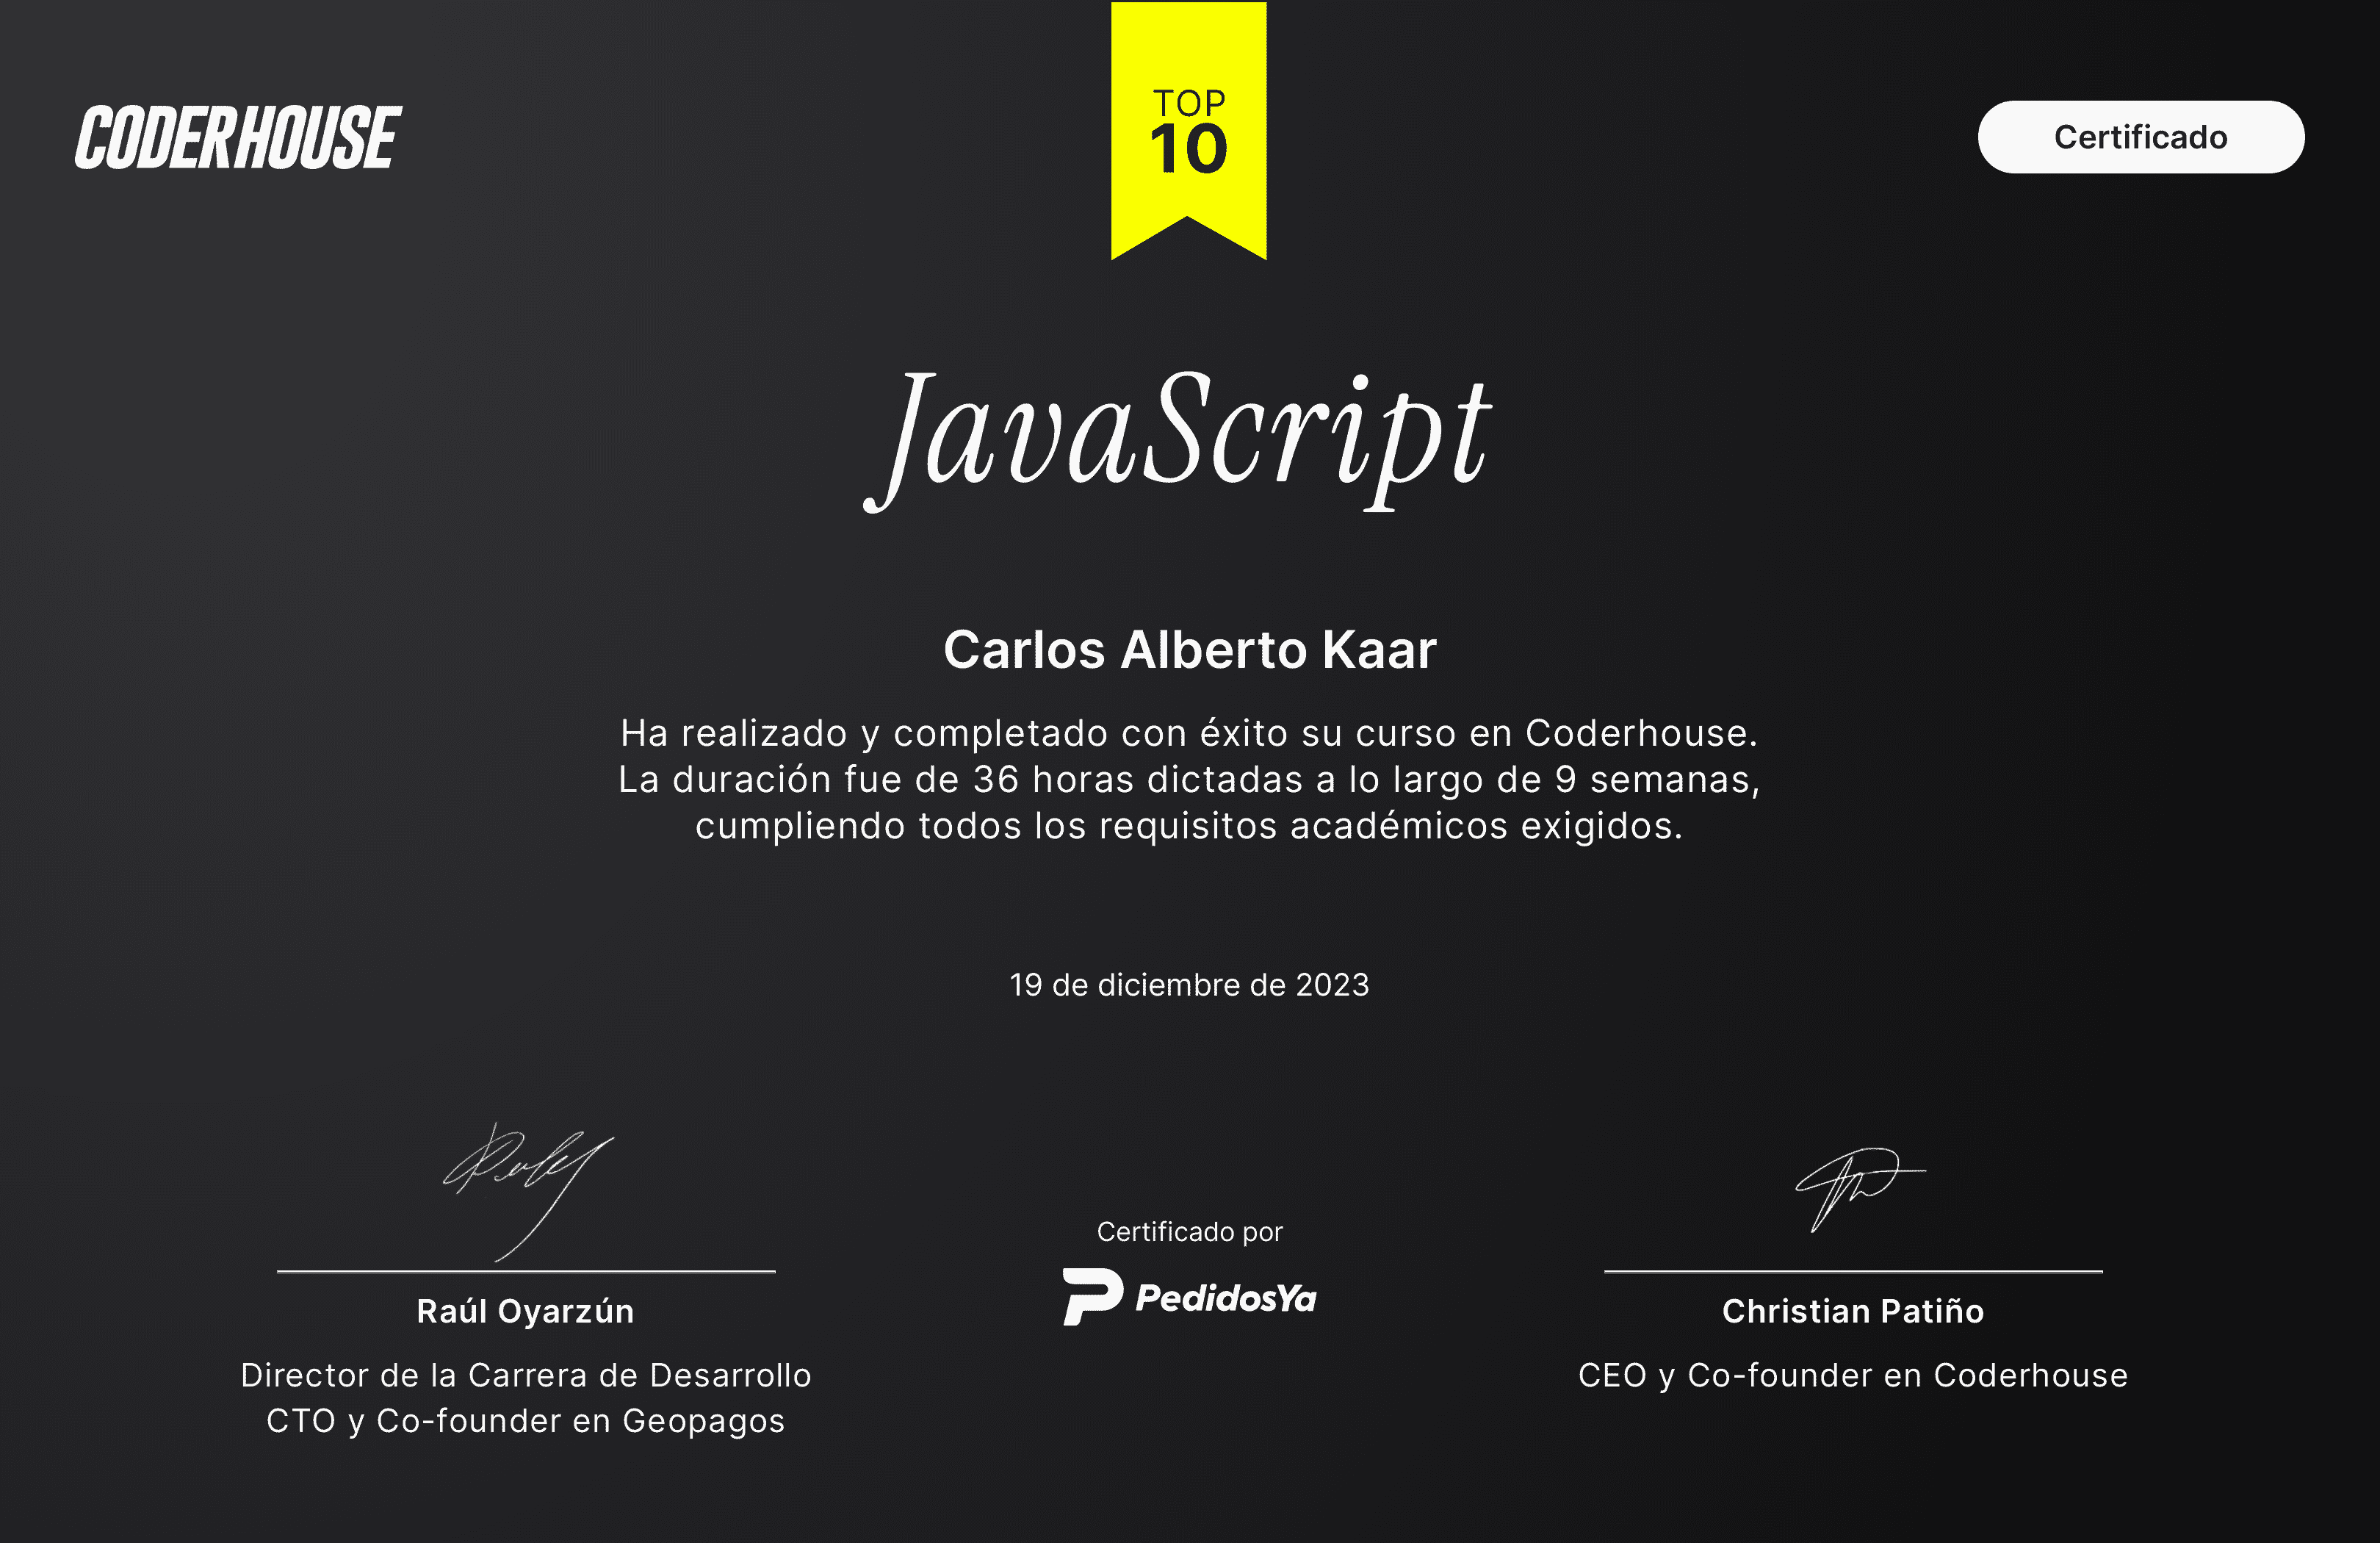 CODERHOUSE
TOP
10
Certificado
JavaScript
Carlos Alberto Kaar
Ha realizado y completado con éxito su curso en Coderhouse.
La duración fue de 36 horas dictadas a lo largo de 9 semanas,
cumpliendo todos los requisitos académicos exigidos.
19 de diciembre de 2023
Certificado por
PedidosYa
Raúl Oyarzún
Director de la Carrera de Desarrollo
CTO y Co-founder en Geopagos
Christian Patiño
CEO y Co-founder en Coderhouse